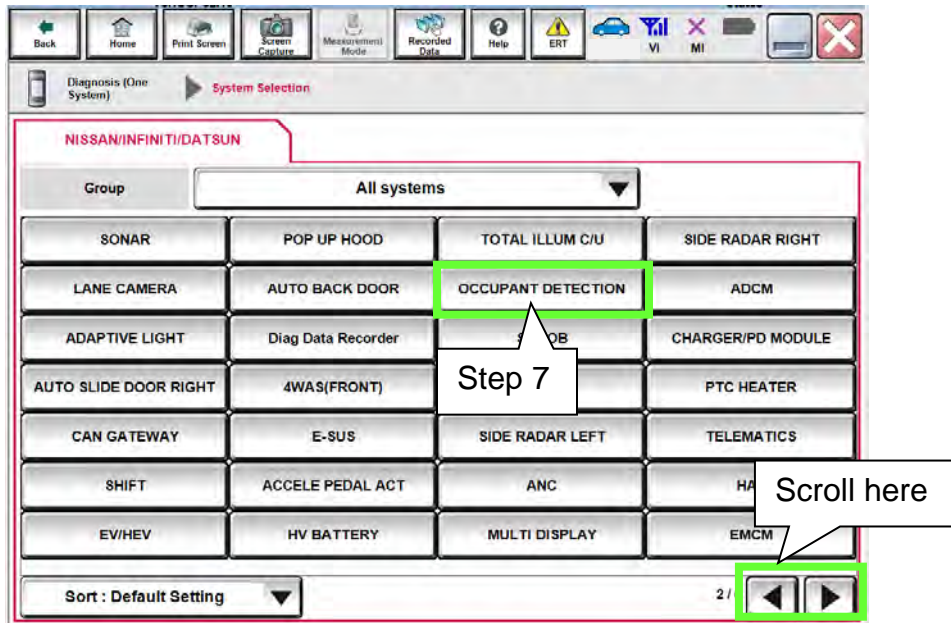 Back
Home
Print Screen
Screen Capture
Measurement Mode
Recorded Data
Help
ERT
VI
MI
Diagnosis (One System)
System Selection
NISSAN/INFINITI/DATSUN
Group
All systems
SONAR
POP UP HOOD
TOTAL ILLUM C/U
SIDE RADAR RIGHT
LANE CAMERA
AUTO BACK DOOR
OCCUPANT DETECTION
ADCM
ADAPTIVE LIGHT
Diag Data Recorder
CHARGER/PD MODULE
AUTO SLIDE DOOR RIGHT
4WAS(FRONT)
Step 7
PTC HEATER
CAN GATEWAY
E-SUS
SIDE RADAR LEFT
TELEMATICS
SHIFT
ACCELE PEDAL ACT
ANC
Scroll here
EV/HEV
HV BATTERY
MULTI DISPLAY
EMCM
Sort : Default Setting
2/